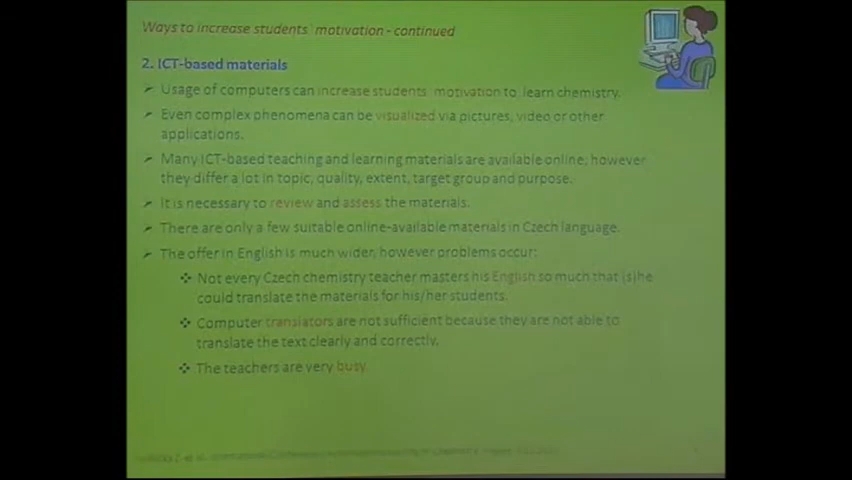 Ways to increase students' motivation - continued
2. ICT-based materials
➢ Usage of computers can increase students' motivation to learn chemistry.
➢ Even complex phenomena can be visualized via pictures, video or other
applications.
➢ Many ICT-based teaching and learning materials are available online, however
they differ a lot in topic, quality, extent, target group and purpose.
➢ It is necessary to review and assess the materials.
➢ There are only a few suitable online-available materials in Czech language.
➢ The offer in English is much wider, however problems occur:
❖ Not every Czech chemistry teacher masters his English so much that (s)he
could translate the materials for his/her students.
❖ Computer translators are not sufficient because they are not able to
translate the text clearly and correctly.
❖ The teachers are very busy